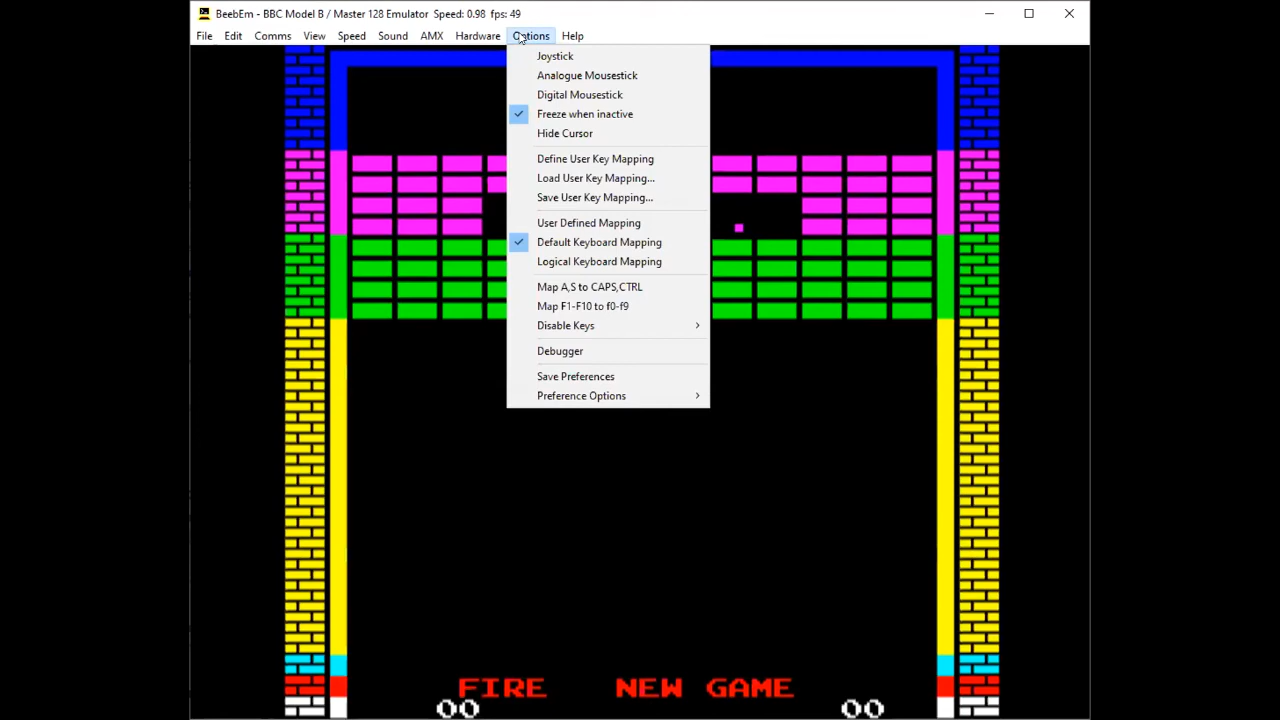 BeebEm - BBC Model B / Master 128 Emulator Speed: 0.98 fps: 49
File Edit Comms View Speed Sound AMX Hardware Options Help
Joystick
Analogue Mousestick
Digital Mousestick
Freeze when inactive
Hide Cursor
Define User Key Mapping
Load User Key Mapping...
Save User Key Mapping...
User Defined Mapping
Default Keyboard Mapping
Logical Keyboard Mapping
Map A,S to CAPS,CTRL
Map F1-F10 to f0-f9
Disable Keys
Debugger
Save Preferences
Preference Options
FIRE NEW GAME
00 00